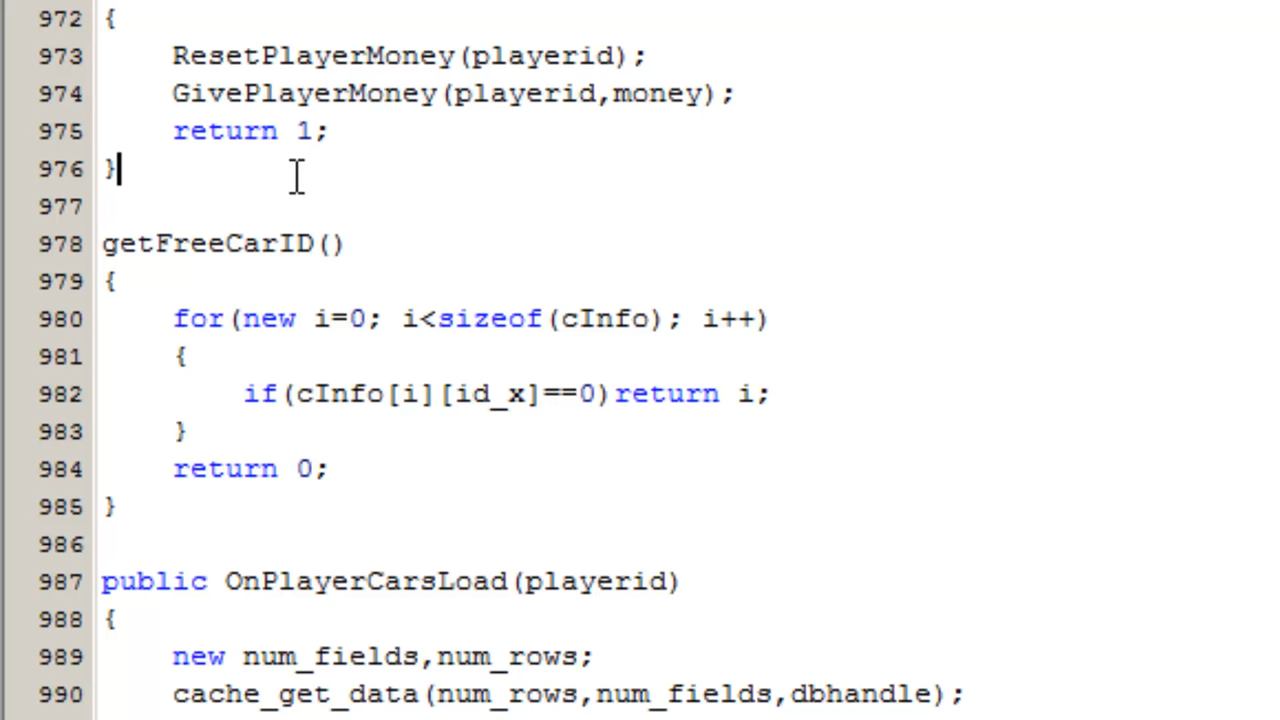 972 {
973 ResetPlayerMoney(playerid);
974 GivePlayerMoney(playerid,money);
975 return 1;
976 }
977
978 getFreeCarID()
979 {
980 for(new i=0; i<sizeof(cInfo); i++)
981 {
982 if(cInfo[i][id_x]==0)return i;
983 }
984 return 0;
985 }
986
987 public OnPlayerCarsLoad(playerid)
988 {
989 new num_fields,num_rows;
990 cache_get_data(num_rows,num_fields,dbhandle);